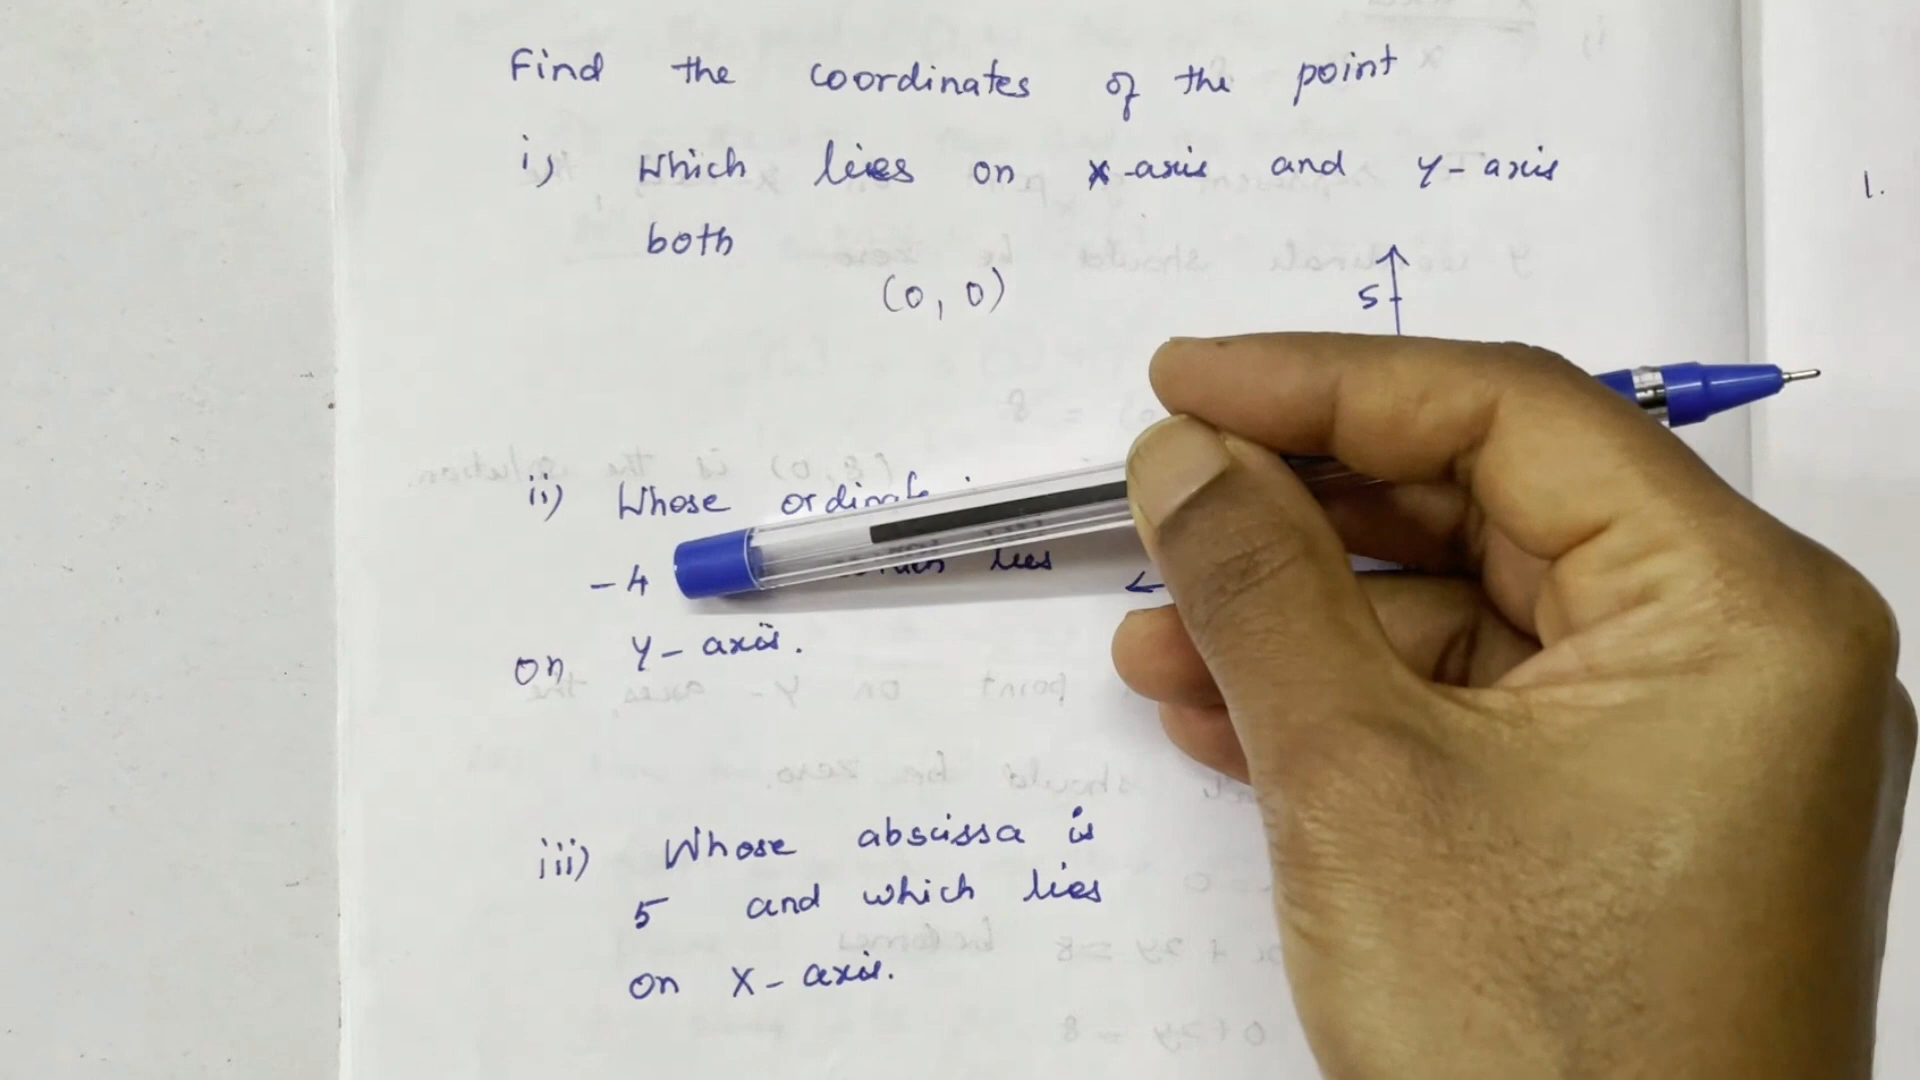 Find the coordinates of the point
i) Which lies on x-axis and y-axis
both
(0, 0)
5
ii) Whose
-4 lies
on y-axis.
iii) Whose abscissa is
5 and which lies
on X-axis.
1.